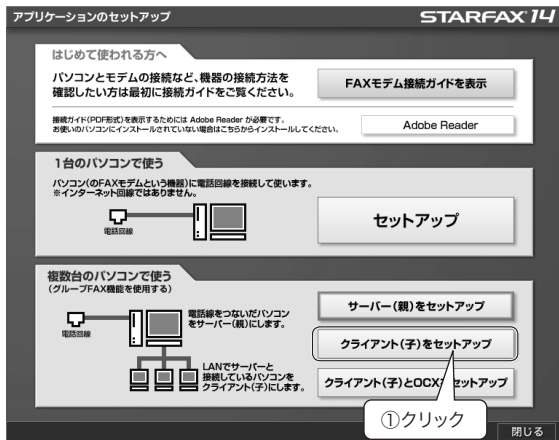 アプリケーションのセットアップ
STARFAX 14
はじめて使われる方へ
パソコンとモデムの接続など、機器の接続方法を
確認したい方は最初に接続ガイドをご覧ください。
FAXモデム接続ガイドを表示
接続ガイド(PDF形式)を表示するためには Adobe Reader が必要です。
お使いのパソコンにインストールされていない場合はこちらからインストールしてください。
Adobe Reader
1台のパソコンで使う
パソコン(のFAXモデムという機器)に電話回線を接続して使います。
※インターネット回線ではありません。
電話回線
セットアップ
複数台のパソコンで使う
(グループFAX機能を使用する)
電話回線
電話線をつないだパソコン
をサーバー(親)にします。
LANでサーバーと
接続しているパソコンを
クライアント(子)にします。
サーバー(親)をセットアップ
クライアント(子)をセットアップ
クライアント(子)とOCX セットアップ
①クリック
閉じる